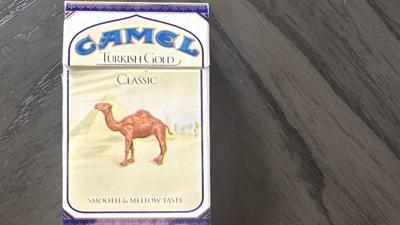 CAMEL
TURKISH GOLD
CLASSIC
SMOOTH & MELLOW TASTE